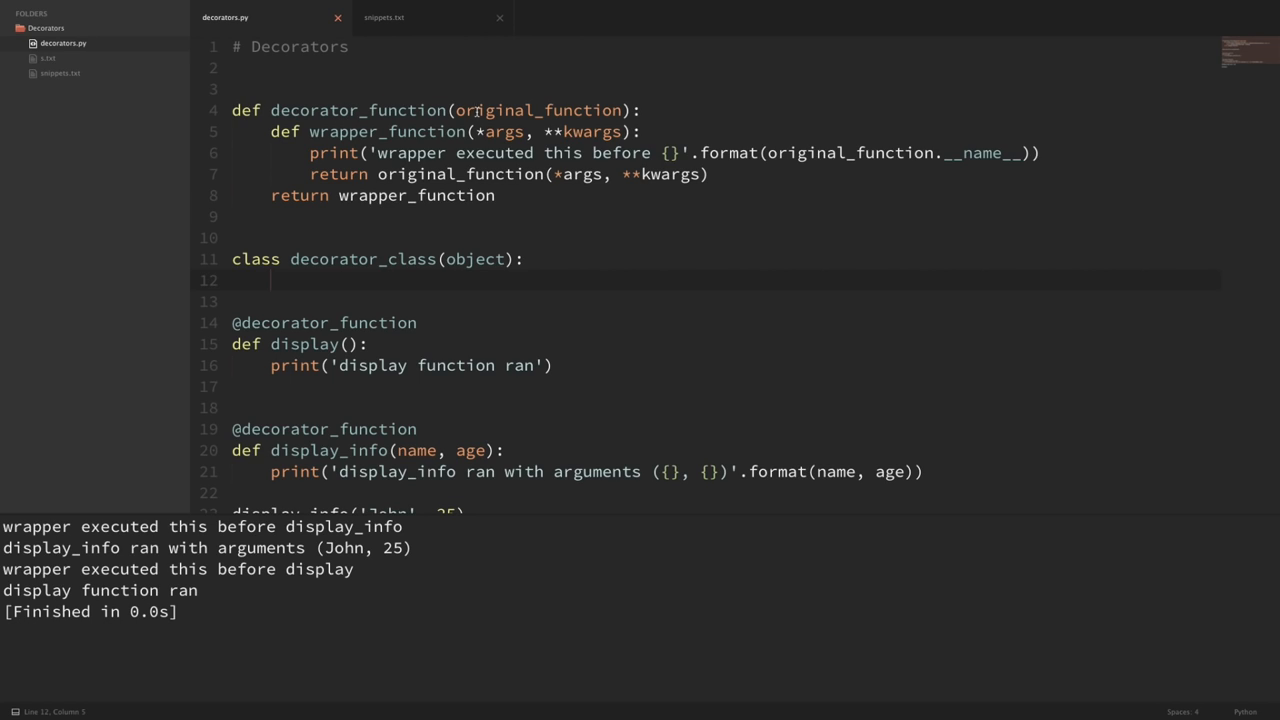 FOLDERS
Decorators
decorators.py
s.txt
snippets.txt
decorators.py
snippets.txt
1 # Decorators
2
3
4 def decorator_function(original_function):
5     def wrapper_function(*args, **kwargs):
6         print('wrapper executed this before {}'.format(original_function.__name__))
7         return original_function(*args, **kwargs)
8     return wrapper_function
9
10
11 class decorator_class(object):
12
13
14 @decorator_function
15 def display():
16     print('display function ran')
17
18
19 @decorator_function
20 def display_info(name, age):
21     print('display_info ran with arguments ({}, {})'.format(name, age))
22
23 display_info('John', 25)
wrapper executed this before display_info
display_info ran with arguments (John, 25)
wrapper executed this before display
display function ran
[Finished in 0.0s]
Line 12, Column 5
Spaces: 4
Python